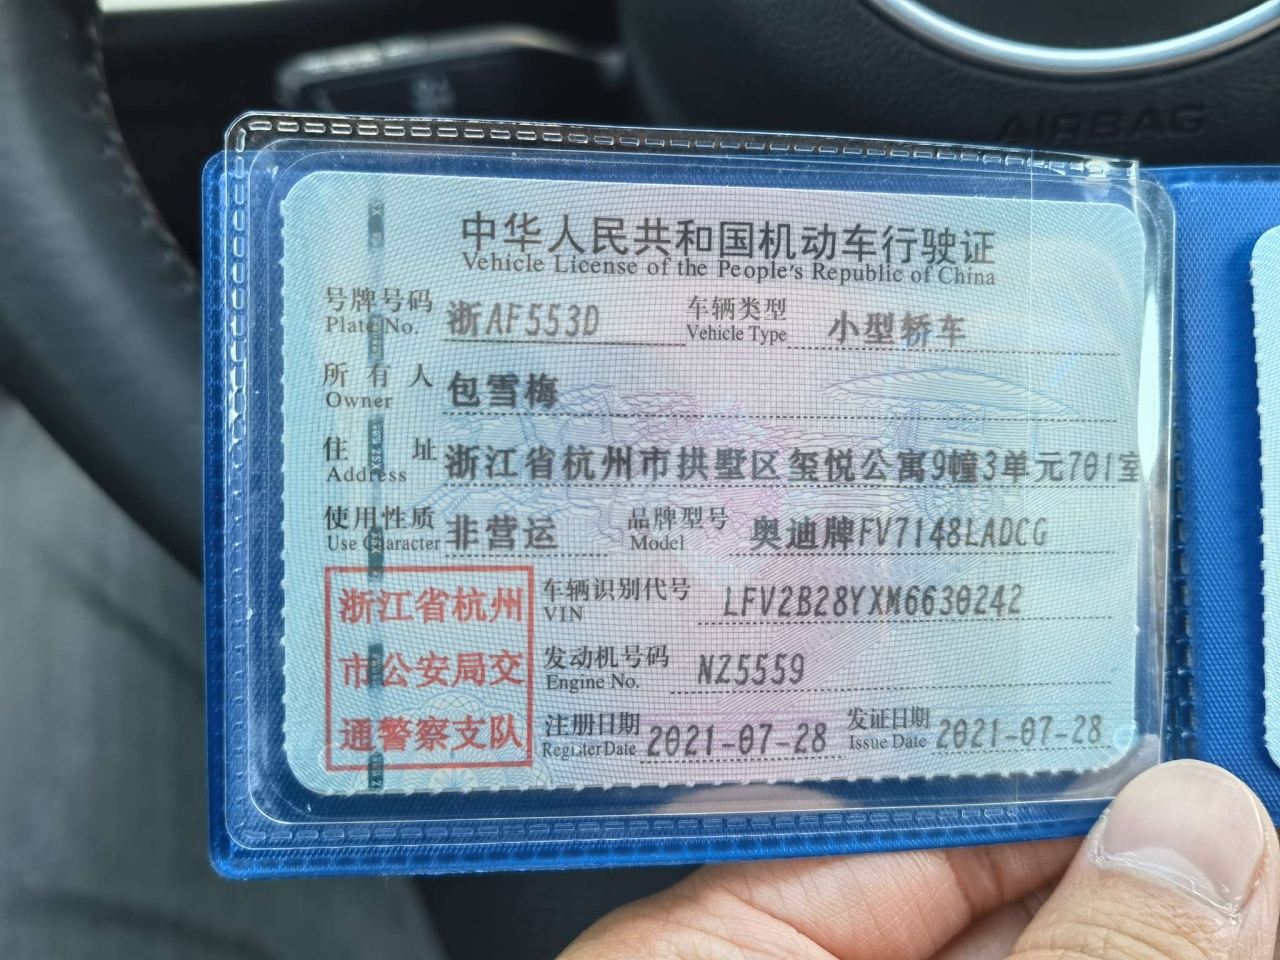 AIRBAG
中华人民共和国机动车行驶证
Vehicle License of the People's Republic of China
号牌号码 浙AF553D 车辆类型 小型轿车
Plate No. Vehicle Type
所有人 包雪梅
Owner
住址 浙江省杭州市拱墅区玺悦公寓9幢3单元701室
Address
使用性质 非营运 品牌型号 奥迪牌FV7148LADCG
Use Character Model
浙江省杭州
市公安局交
通警察支队
车辆识别代号 LFV2B28YXM6630242
VIN
发动机号码 NZ5559
Engine No.
注册日期 2021-07-28 发证日期 2021-07-28
Register Date Issue Date